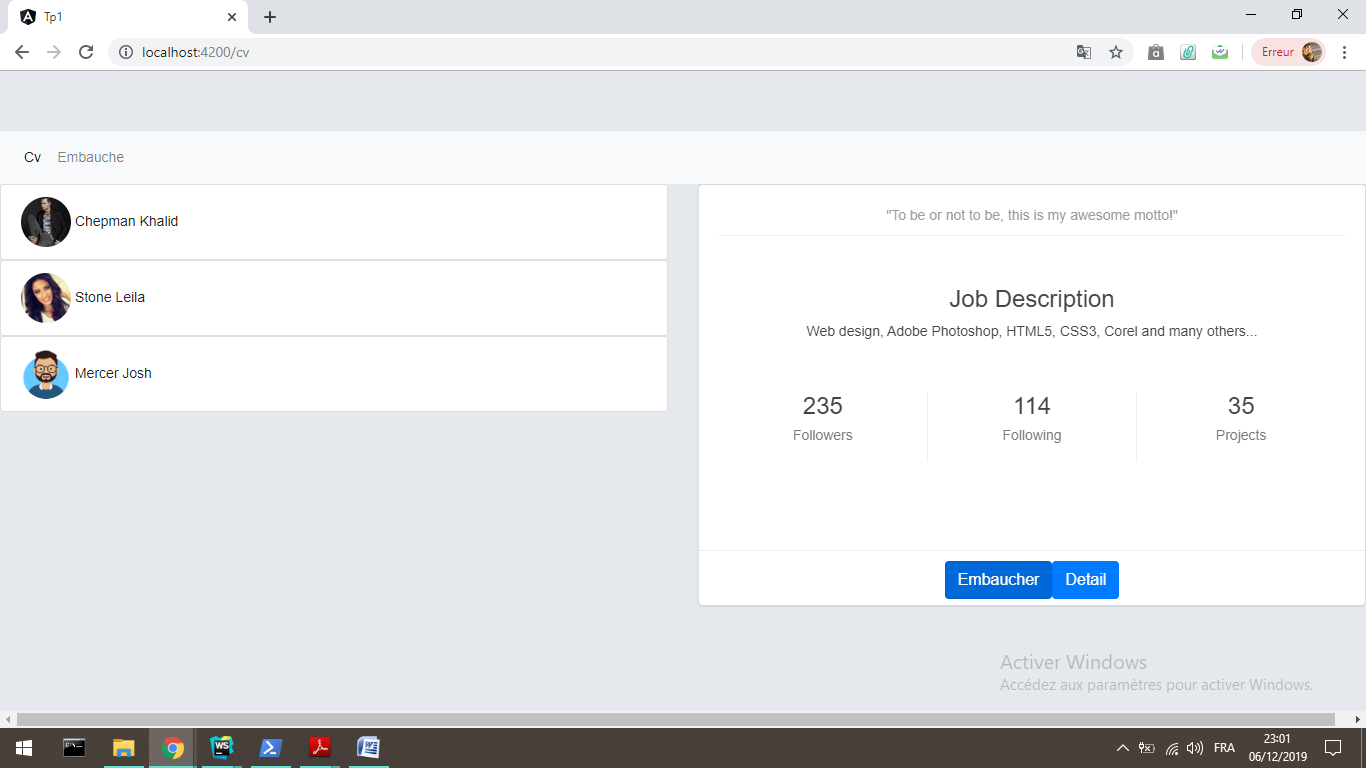 Tp1
localhost:4200/cv
Erreur
Cv Embauche
Chepman Khalid
Stone Leila
Mercer Josh
"To be or not to be, this is my awesome motto!"
Job Description
Web design, Adobe Photoshop, HTML5, CSS3, Corel and many others...
235 114 35
Followers Following Projects
Embaucher Detail
Activer Windows
Accédez aux paramètres pour activer Windows.
FRA
23:01
06/12/2019